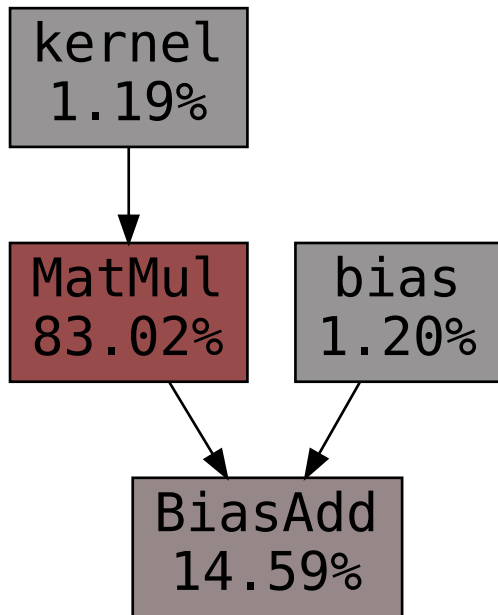 kernel
1.19%
MatMul
83.02%
bias
1.20%
BiasAdd
14.59%